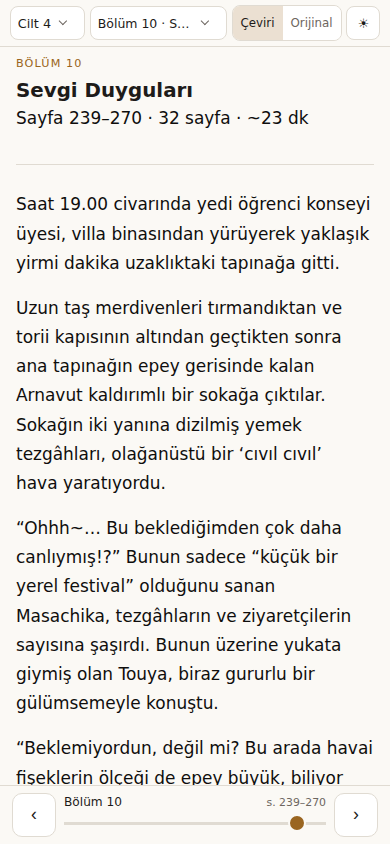 Cilt 4
Bölüm 10 · S...
Çeviri
Orijinal
BÖLÜM 10
Sevgi Duyguları
Sayfa 239–270 · 32 sayfa · ~23 dk
Saat 19.00 civarında yedi öğrenci konseyi
üyesi, villa binasından yürüyerek yaklaşık
yirmi dakika uzaklıktaki tapınağa gitti.
Uzun taş merdivenleri tırmandıktan ve
torii kapısının altından geçtikten sonra
ana tapınağın epey gerisinde kalan
Arnavut kaldırımlı bir sokağa çıktılar.
Sokağın iki yanına dizilmiş yemek
tezgâhları, olağanüstü bir ‘cıvıl cıvıl’
hava yaratıyordu.
“Ohhh~… Bu beklediğimden çok daha
canlıymış!?” Bunun sadece “küçük bir
yerel festival” olduğunu sanan
Masachika, tezgâhların ve ziyaretçilerin
sayısına şaşırdı. Bunun üzerine yukata
giymiş olan Touya, biraz gururlu bir
gülümsemeyle konuştu.
“Beklemiyordun, değil mi? Bu arada havai
fişeklerin ölçeği de epey büyük, biliyor
‹
Bölüm 10
s. 239–270
›